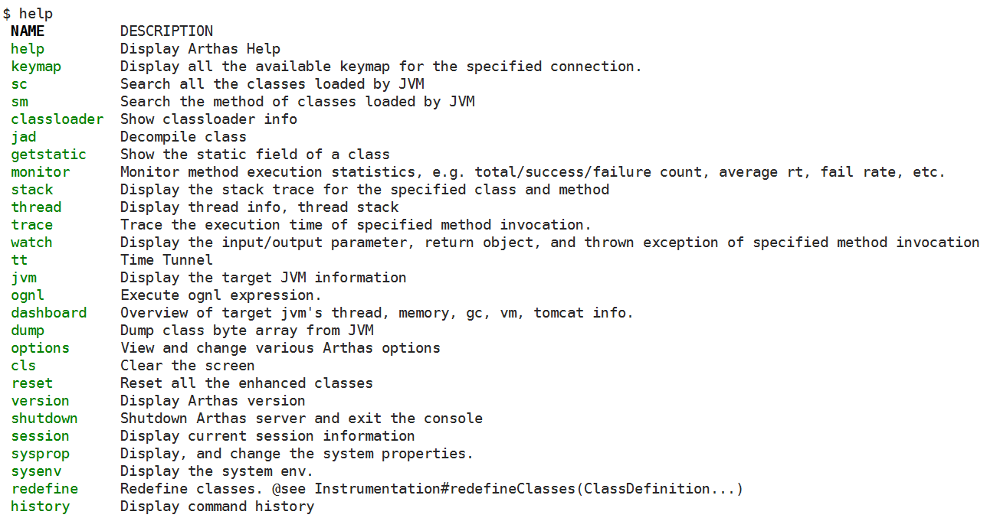 $ help
NAME DESCRIPTION
help Display Arthas Help
keymap Display all the available keymap for the specified connection.
sc Search all the classes loaded by JVM
sm Search the method of classes loaded by JVM
classloader Show classloader info
jad Decompile class
getstatic Show the static field of a class
monitor Monitor method execution statistics, e.g. total/success/failure count, average rt, fail rate, etc.
stack Display the stack trace for the specified class and method
thread Display thread info, thread stack
trace Trace the execution time of specified method invocation.
watch Display the input/output parameter, return object, and thrown exception of specified method invocation
tt Time Tunnel
jvm Display the target JVM information
ognl Execute ognl expression.
dashboard Overview of target jvm's thread, memory, gc, vm, tomcat info.
dump Dump class byte array from JVM
options View and change various Arthas options
cls Clear the screen
reset Reset all the enhanced classes
version Display Arthas version
shutdown Shutdown Arthas server and exit the console
session Display current session information
sysprop Display, and change the system properties.
sysenv Display the system env.
redefine Redefine classes. @see Instrumentation#redefineClasses(ClassDefinition...)
history Display command history